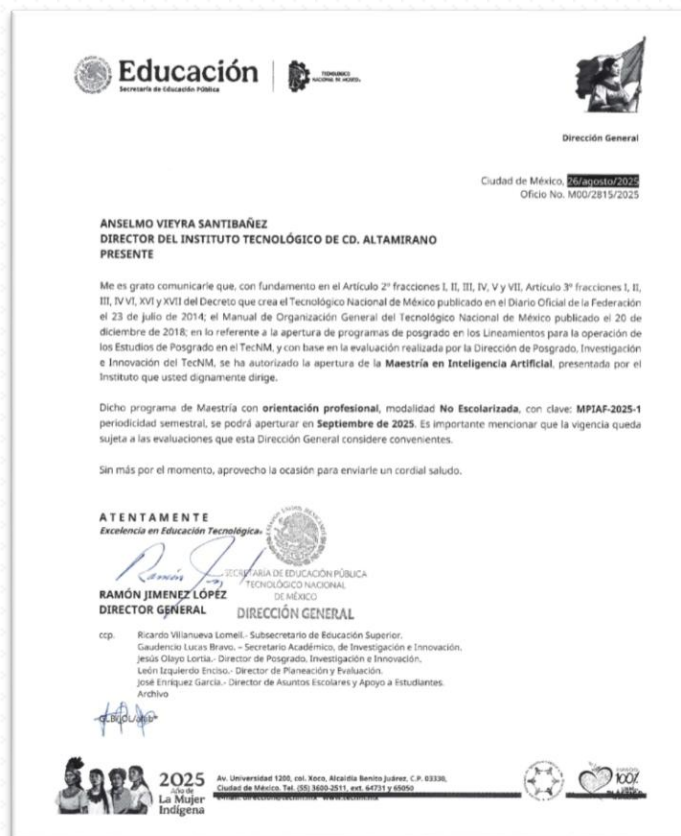 Educación
Secretaría de Educación Pública
TECNOLÓGICO
NACIONAL DE MÉXICO
Dirección General
Ciudad de México, 26/agosto/2025
Oficio No. M00/2815/2025
ANSELMO VIEYRA SANTIBAÑEZ
DIRECTOR DEL INSTITUTO TECNOLÓGICO DE CD. ALTAMIRANO
PRESENTE
Me es grato comunicarle que, con fundamento en el Artículo 2º fracciones I, II, III, IV, V y VII, Artículo 3º fracciones I, II,
III, IV VI, XVI y XVII del Decreto que crea el Tecnológico Nacional de México publicado en el Diario Oficial de la Federación
el 23 de julio de 2014; el Manual de Organización General del Tecnológico Nacional de México publicado el 20 de
diciembre de 2018; en lo referente a la apertura de programas de posgrado en los Lineamientos para la operación de
los Estudios de Posgrado en el TecNM, y con base en la evaluación realizada por la Dirección de Posgrado, Investigación
e Innovación del TecNM, se ha autorizado la apertura de la Maestría en Inteligencia Artificial, presentada por el
Instituto que usted dignamente dirige.
Dicho programa de Maestría con orientación profesional, modalidad No Escolarizada, con clave: MPIAF-2025-1
periodicidad semestral, se podrá aperturar en Septiembre de 2025. Es importante mencionar que la vigencia queda
sujeta a las evaluaciones que esta Dirección General considere convenientes.
Sin más por el momento, aprovecho la ocasión para enviarle un cordial saludo.
ATENTAMENTE
Excelencia en Educación Tecnológica®
SECRETARÍA DE EDUCACIÓN PÚBLICA
TECNOLÓGICO NACIONAL
DE MÉXICO
RAMÓN JIMENEZ LÓPEZ
DIRECTOR GENERAL
DIRECCIÓN GENERAL
ccp. Ricardo Villanueva Lomelí.- Subsecretario de Educación Superior.
Gaudencio Lucas Bravo. – Secretario Académico, de Investigación e Innovación.
Jesús Olayo Lortia.- Director de Posgrado, Investigación e Innovación.
León Izquierdo Enciso.- Director de Planeación y Evaluación.
José Enríquez García.- Director de Asuntos Escolares y Apoyo a Estudiantes.
Archivo
2025
Año de
La Mujer
Indígena
Av. Universidad 1200, col. Xoco, Alcaldía Benito Juárez, C.P. 03330,
Ciudad de México. Tel. (55) 3600-2511, ext. 64731 y 65050
100%